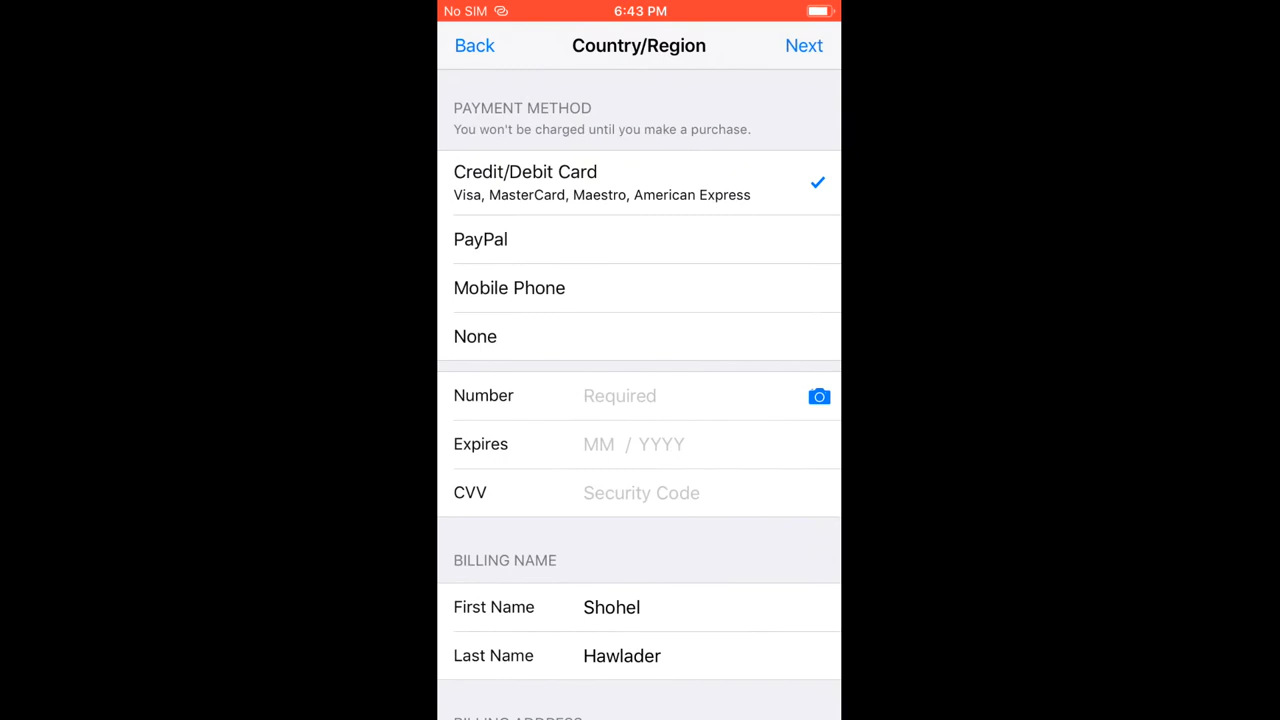 No SIM 6:43 PM
Back Country/Region Next
PAYMENT METHOD
You won't be charged until you make a purchase.
Credit/Debit Card
Visa, MasterCard, Maestro, American Express
PayPal
Mobile Phone
None
Number Required
Expires MM / YYYY
CVV Security Code
BILLING NAME
First Name Shohel
Last Name Hawlader
BILLING ADDRESS